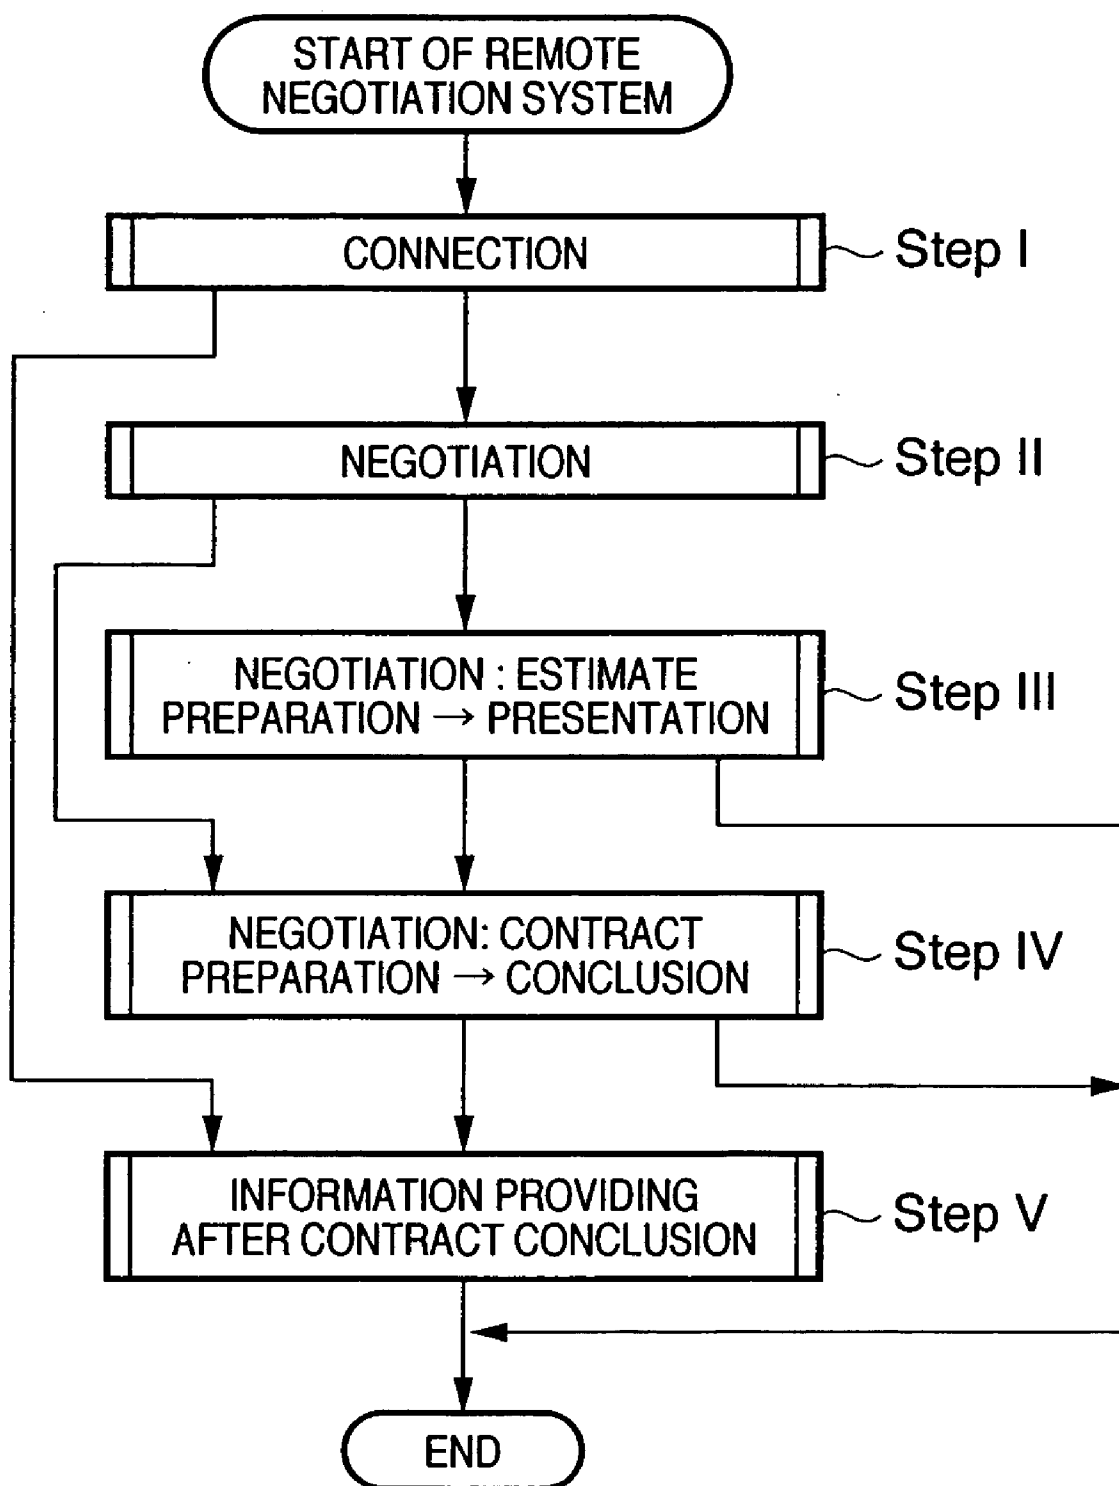 START OF REMOTE
NEGOTIATION SYSTEM
CONNECTION
Step I
NEGOTIATION
Step II
NEGOTIATION : ESTIMATE
PREPARATION → PRESENTATION
Step III
NEGOTIATION: CONTRACT
PREPARATION → CONCLUSION
Step IV
INFORMATION PROVIDING
AFTER CONTRACT CONCLUSION
Step V
END